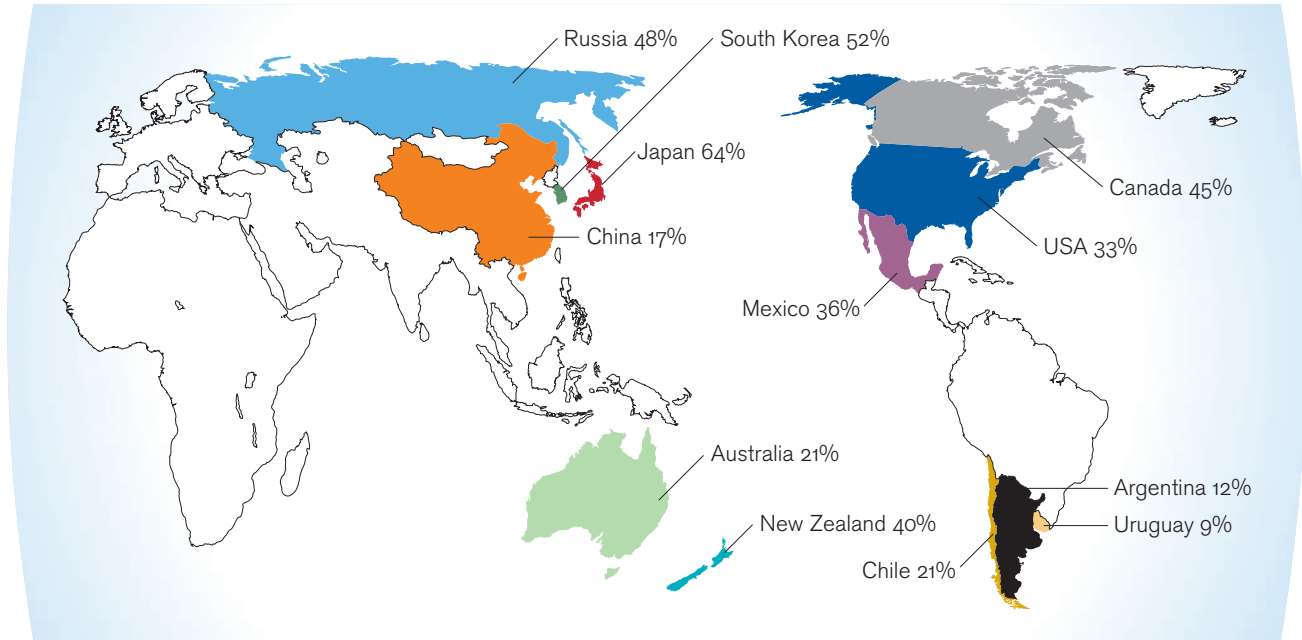 Russia 48%
South Korea 52%
Japan 64%
Canada 45%
China 17%
USA 33%
Mexico 36%
Australia 21%
Argentina 12%
New Zealand 40%
Uruguay 9%
Chile 21%